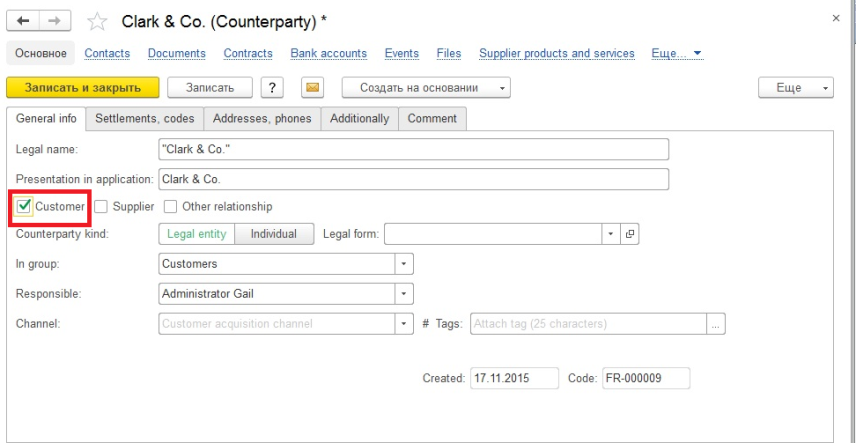 Clark & Co. (Counterparty) *
Основное Contacts Documents Contracts Bank accounts Events Files Supplier products and services Еще...
Записать и закрыть Записать ? Создать на основании Еще
General info Settlements, codes Addresses, phones Additionally Comment
Legal name: "Clark & Co."
Presentation in application: Clark & Co.
Customer Supplier Other relationship
Counterparty kind: Legal entity Individual Legal form:
In group: Customers
Responsible: Administrator Gail
Channel: Customer acquisition channel # Tags: Attach tag (25 characters) ...
Created: 17.11.2015 Code: FR-000009